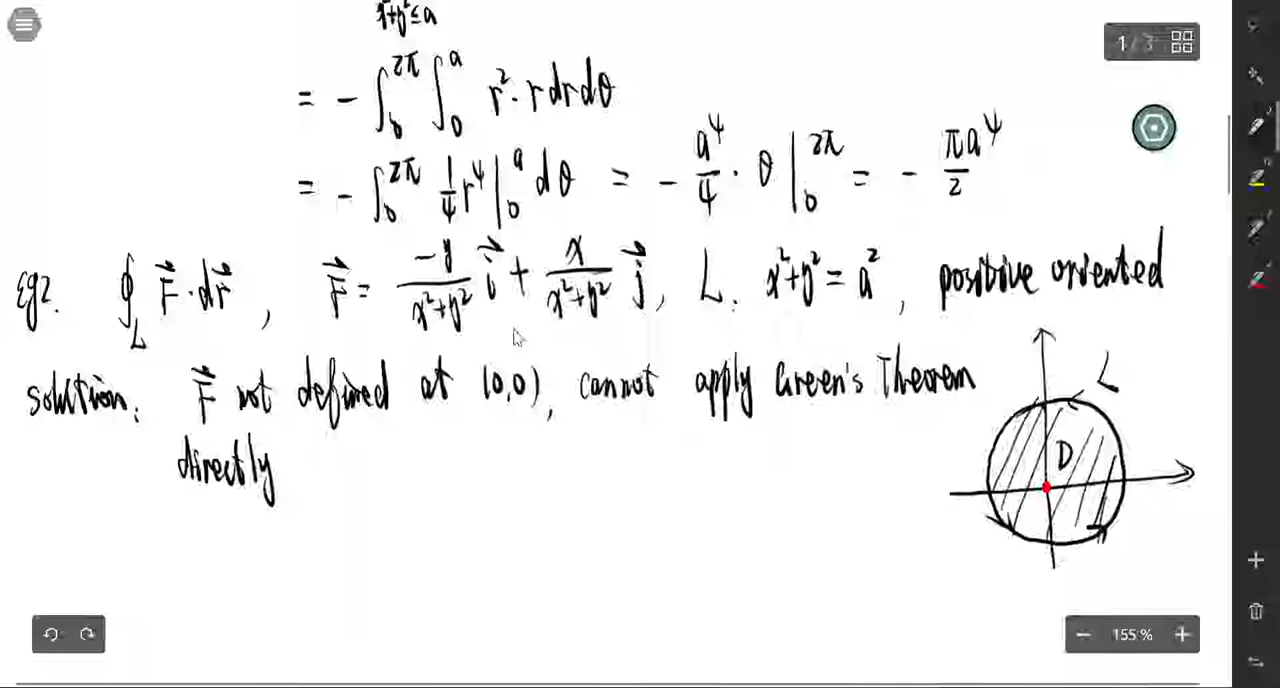 x²+y²≤a
1/3
= - ∫₀^2π ∫₀^a r²·r dr dθ
= - ∫₀^2π 1/4 r⁴ |₀^a dθ = - a⁴/4 · θ |₀^2π = - πa⁴/2
Eg2. ∮_L F⃗·dr⃗, F⃗ = -y/(x²+y²) i⃗ + x/(x²+y²) j⃗, L: x²+y²=a², positive oriented
solution: F⃗ not defined at (0,0), cannot apply Green's Theorem
directly
L
D
155 %